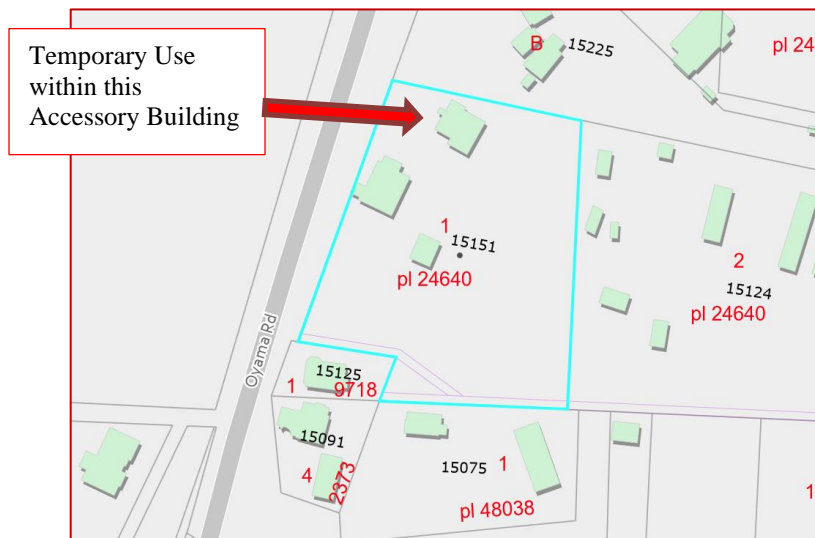 Temporary Use
within this
Accessory Building
B
15225
pl 24
1
15151
pl 24640
2
15124
pl 24640
Oyama Rd
15125
1
9718
15091
4
2373
15075
1
pl 48038
1